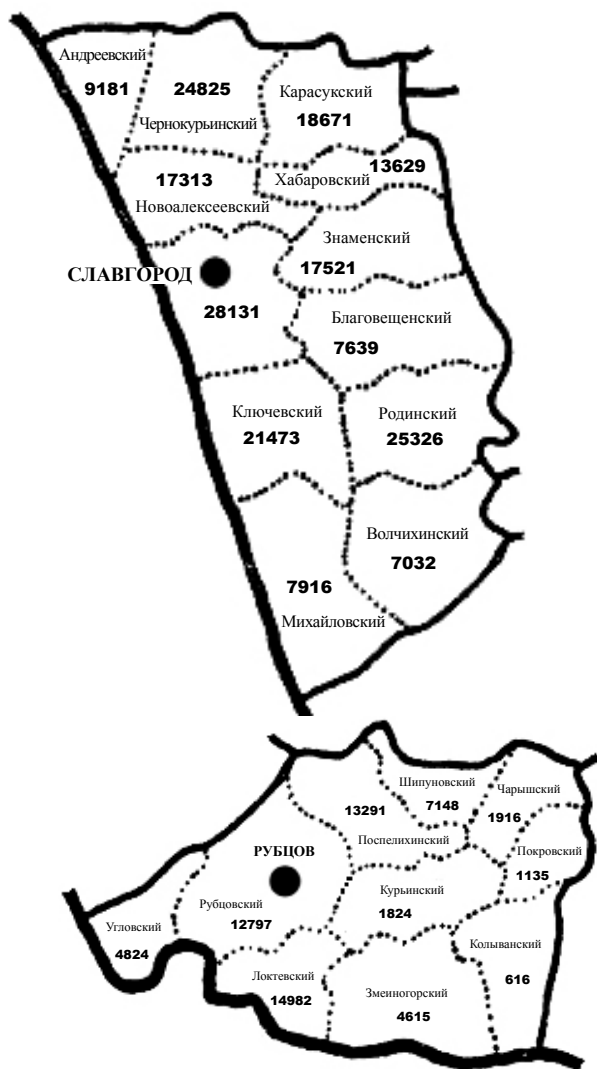 Андреевский
9181
24825
Чернокурьинский
Карасукский
18671
17313
Новоалексеевский
Хабаровский
13629
Знаменский
17521
СЛАВГОРОД
28131
Благовещенский
7639
Ключевский
21473
Родинский
25326
Волчихинский
7032
7916
Михайловский
Шипуновский
7148
Чарышский
1916
13291
Поспелихинский
Покровский
1135
РУБЦОВ
Рубцовский
12797
Курьинский
1824
Угловский
4824
Колыванский
616
Локтевский
14982
Змеиногорский
4615